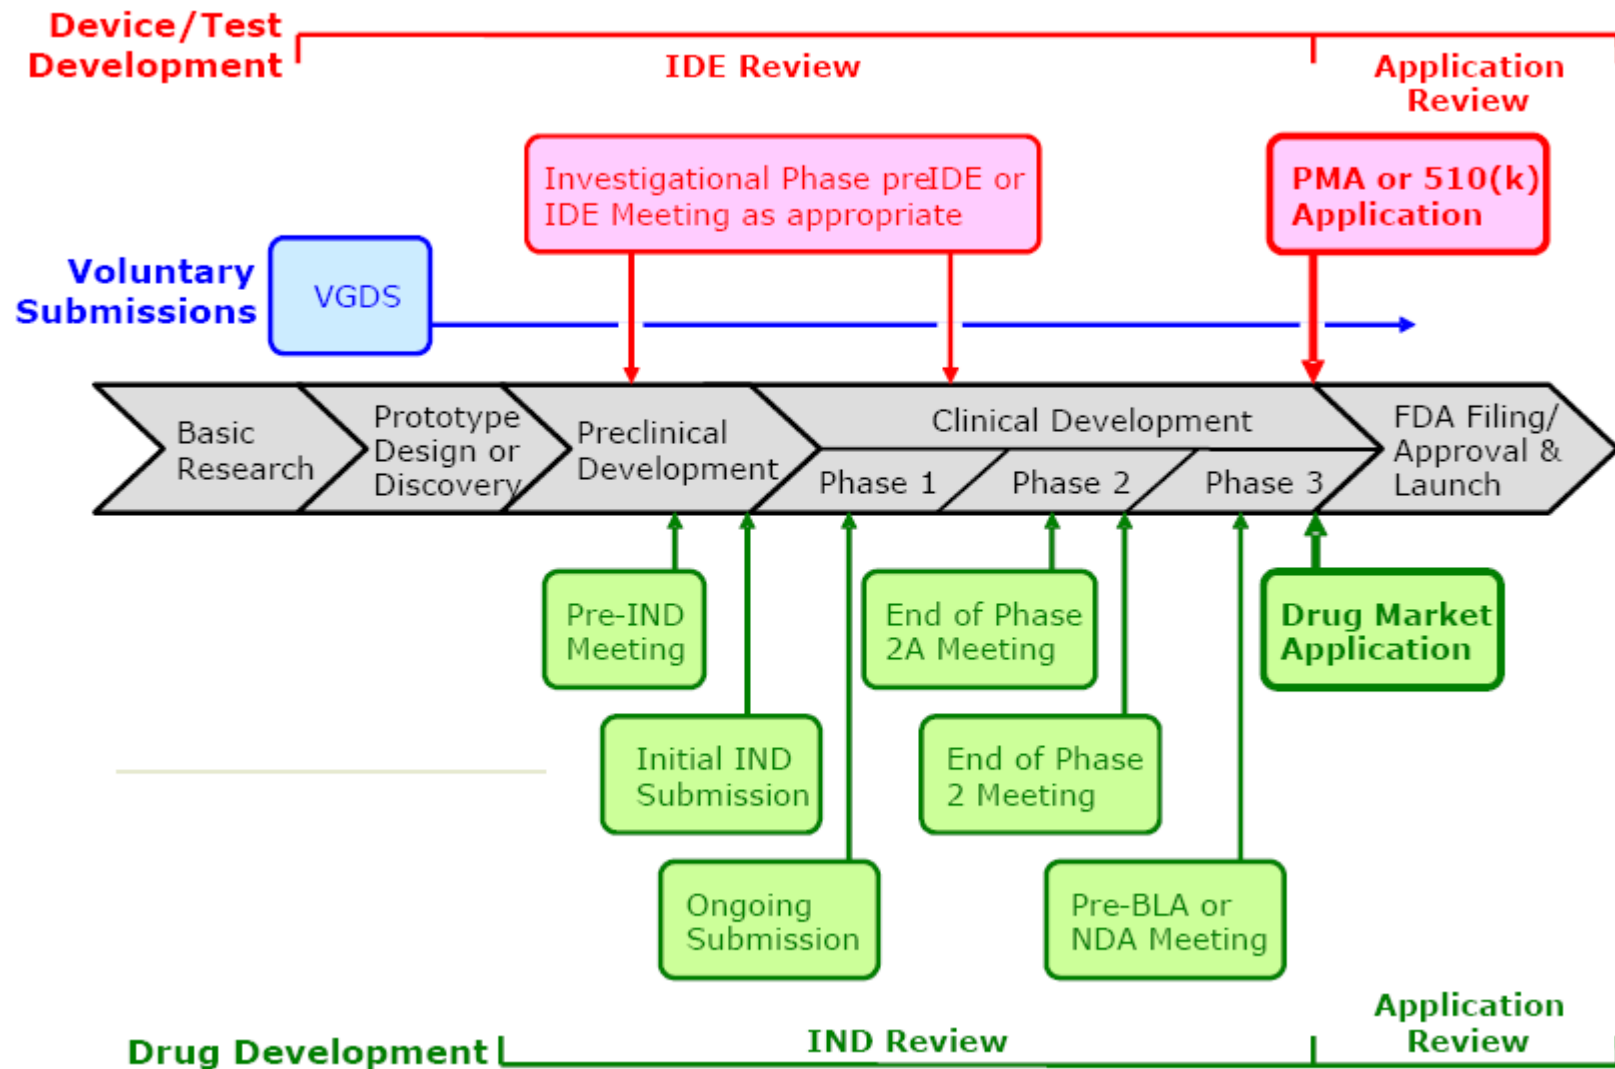 Device/Test
Development
IDE Review
Application
Review
Investigational Phase preIDE or
IDE Meeting as appropriate
PMA or 510(k)
Application
Voluntary
Submissions
VGDS
Basic
Research
Prototype
Design or
Discovery
Preclinical
Development
Clinical Development
Phase 1
Phase 2
Phase 3
FDA Filing/
Approval &
Launch
Pre-IND
Meeting
End of Phase
2A Meeting
Drug Market
Application
Initial IND
Submission
End of Phase
2 Meeting
Ongoing
Submission
Pre-BLA or
NDA Meeting
Drug Development
IND Review
Application
Review